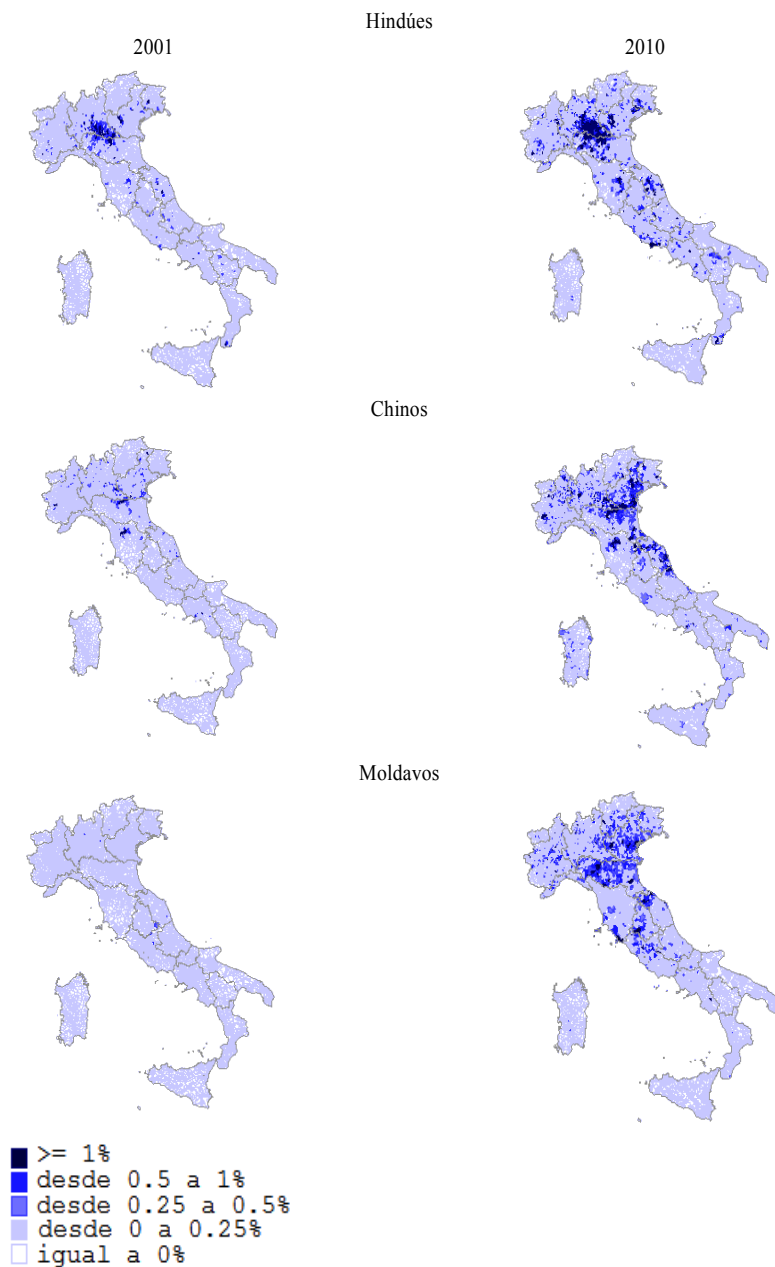 Hindúes
2001 2010
Chinos
Moldavos
>= 1%
desde 0.5 a 1%
desde 0.25 a 0.5%
desde 0 a 0.25%
igual a 0%